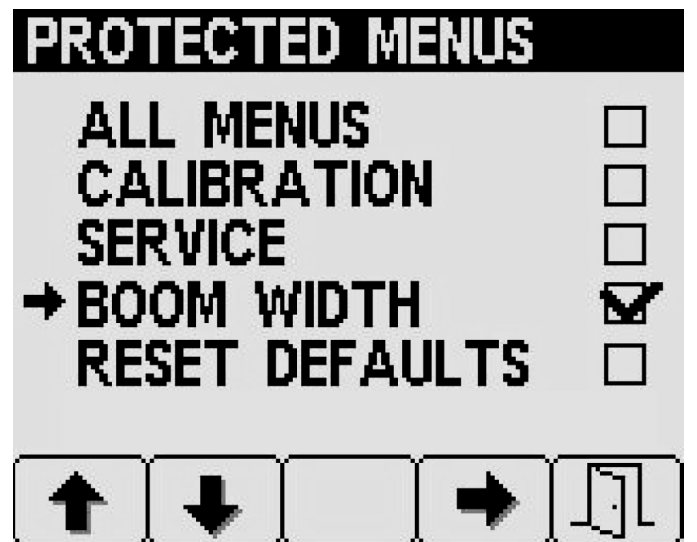 PROTECTED MENUS
ALL MENUS
CALIBRATION
SERVICE
BOOM WIDTH
RESET DEFAULTS